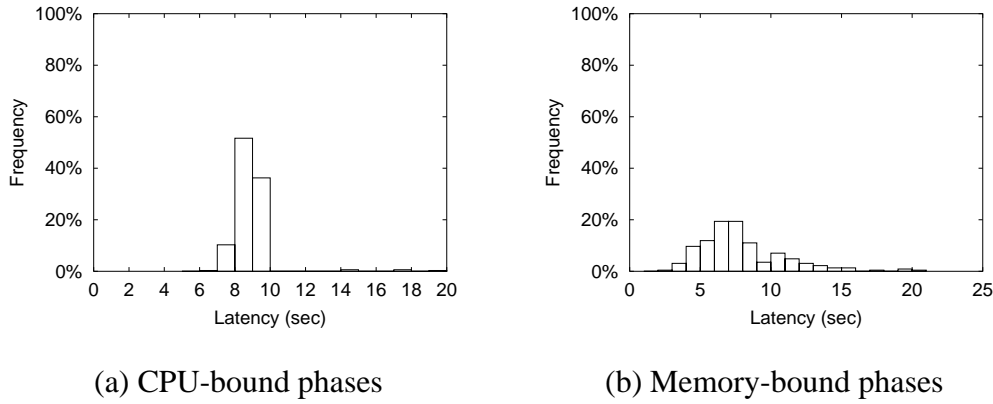 100%
80%
60%
40%
20%
0%
Frequency
0 2 4 6 8 10 12 14 16 18 20
Latency (sec)
(a) CPU-bound phases
100%
80%
60%
40%
20%
0%
Frequency
0 5 10 15 20 25
Latency (sec)
(b) Memory-bound phases